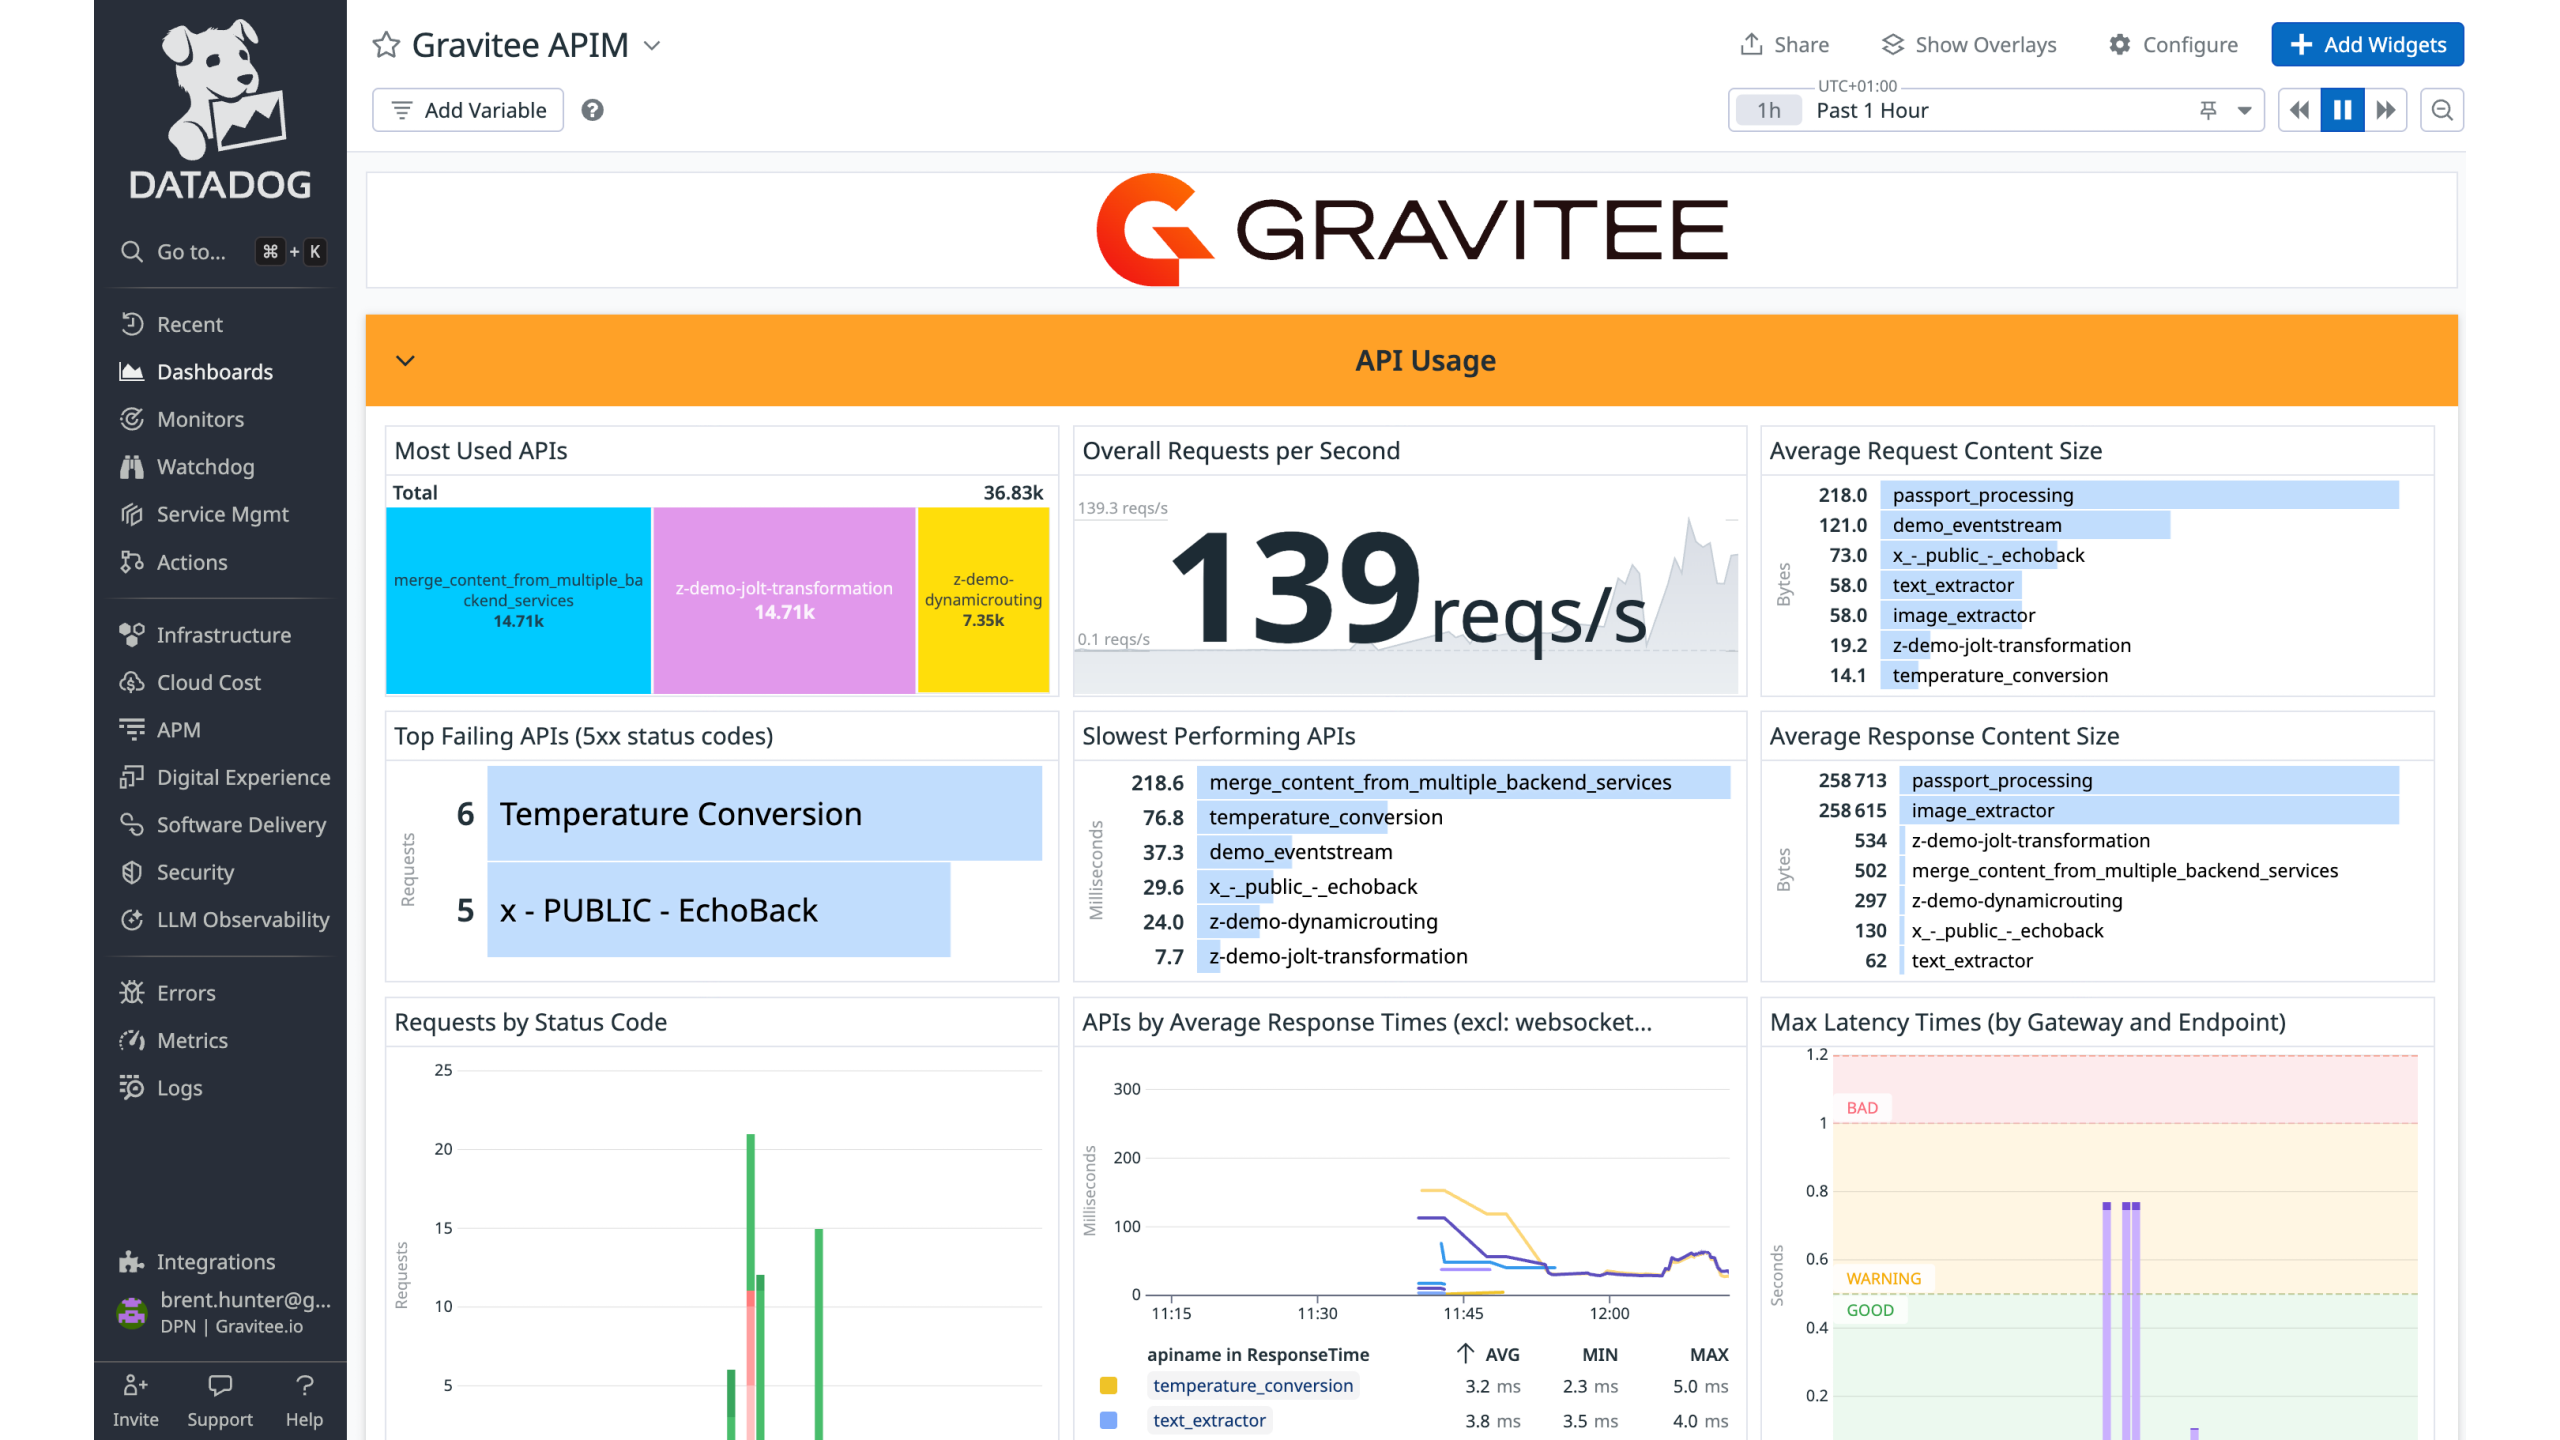 DATADOG
Go to... ⌘ + K
Recent
Dashboards
Monitors
Watchdog
Service Mgmt
Actions
Infrastructure
Cloud Cost
APM
Digital Experience
Software Delivery
Security
LLM Observability
Errors
Metrics
Logs
Integrations
brent.hunter@g...
DPN | Gravitee.io
Invite
Support
Help
Gravitee APIM
Share
Show Overlays
Configure
Add Widgets
Add Variable
UTC+01:00
1h Past 1 Hour
GRAVITEE
API Usage
Most Used APIs
Total 36.83k
merge_content_from_multiple_ba
ckend_services
14.71k
z-demo-jolt-transformation
14.71k
z-demo-
dynamicrouting
7.35k
Overall Requests per Second
139.3 reqs/s
139 reqs/s
0.1 reqs/s
Average Request Content Size
Bytes
218.0 passport_processing
121.0 demo_eventstream
73.0 x_-_public_-_echoback
58.0 text_extractor
58.0 image_extractor
19.2 z-demo-jolt-transformation
14.1 temperature_conversion
Top Failing APIs (5xx status codes)
Requests
6 Temperature Conversion
5 x - PUBLIC - EchoBack
Slowest Performing APIs
Milliseconds
218.6 merge_content_from_multiple_backend_services
76.8 temperature_conversion
37.3 demo_eventstream
29.6 x_-_public_-_echoback
24.0 z-demo-dynamicrouting
7.7 z-demo-jolt-transformation
Average Response Content Size
Bytes
258 713 passport_processing
258 615 image_extractor
534 z-demo-jolt-transformation
502 merge_content_from_multiple_backend_services
297 z-demo-dynamicrouting
130 x_-_public_-_echoback
62 text_extractor
Requests by Status Code
Requests
25
20
15
10
5
APIs by Average Response Times (excl: websocket...
Milliseconds
300
200
100
0
11:15 11:30 11:45 12:00
apiname in ResponseTime AVG MIN MAX
temperature_conversion 3.2 ms 2.3 ms 5.0 ms
text_extractor 3.8 ms 3.5 ms 4.0 ms
Max Latency Times (by Gateway and Endpoint)
Seconds
1.2
BAD
1
0.8
0.6
WARNING
GOOD
0.4
0.2